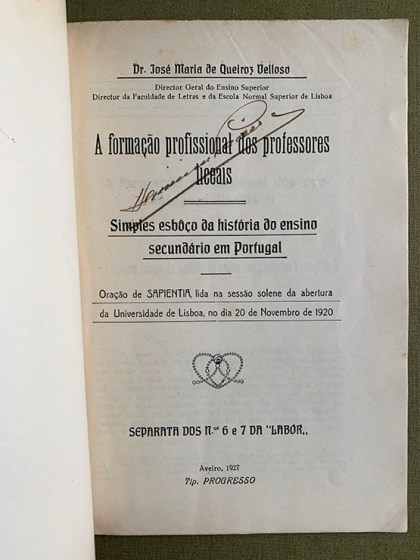 Dr. José Maria de Queiroz Velloso
Director Geral do Ensino Superior
Director da Faculdade de Letras e da Escola Normal Superior de Lisboa
A formação profissional dos professores
liceais
Simples esbôço da história do ensino
secundário em Portugal
Oração de SAPIENTIA, lida na sessão solene da abertura
da Universidade de Lisboa, no dia 20 de Novembro de 1920
SEPARATA DOS N.os 6 e 7 DA "LABOR,,
Aveiro, 1927
Tip. PROGRESSO